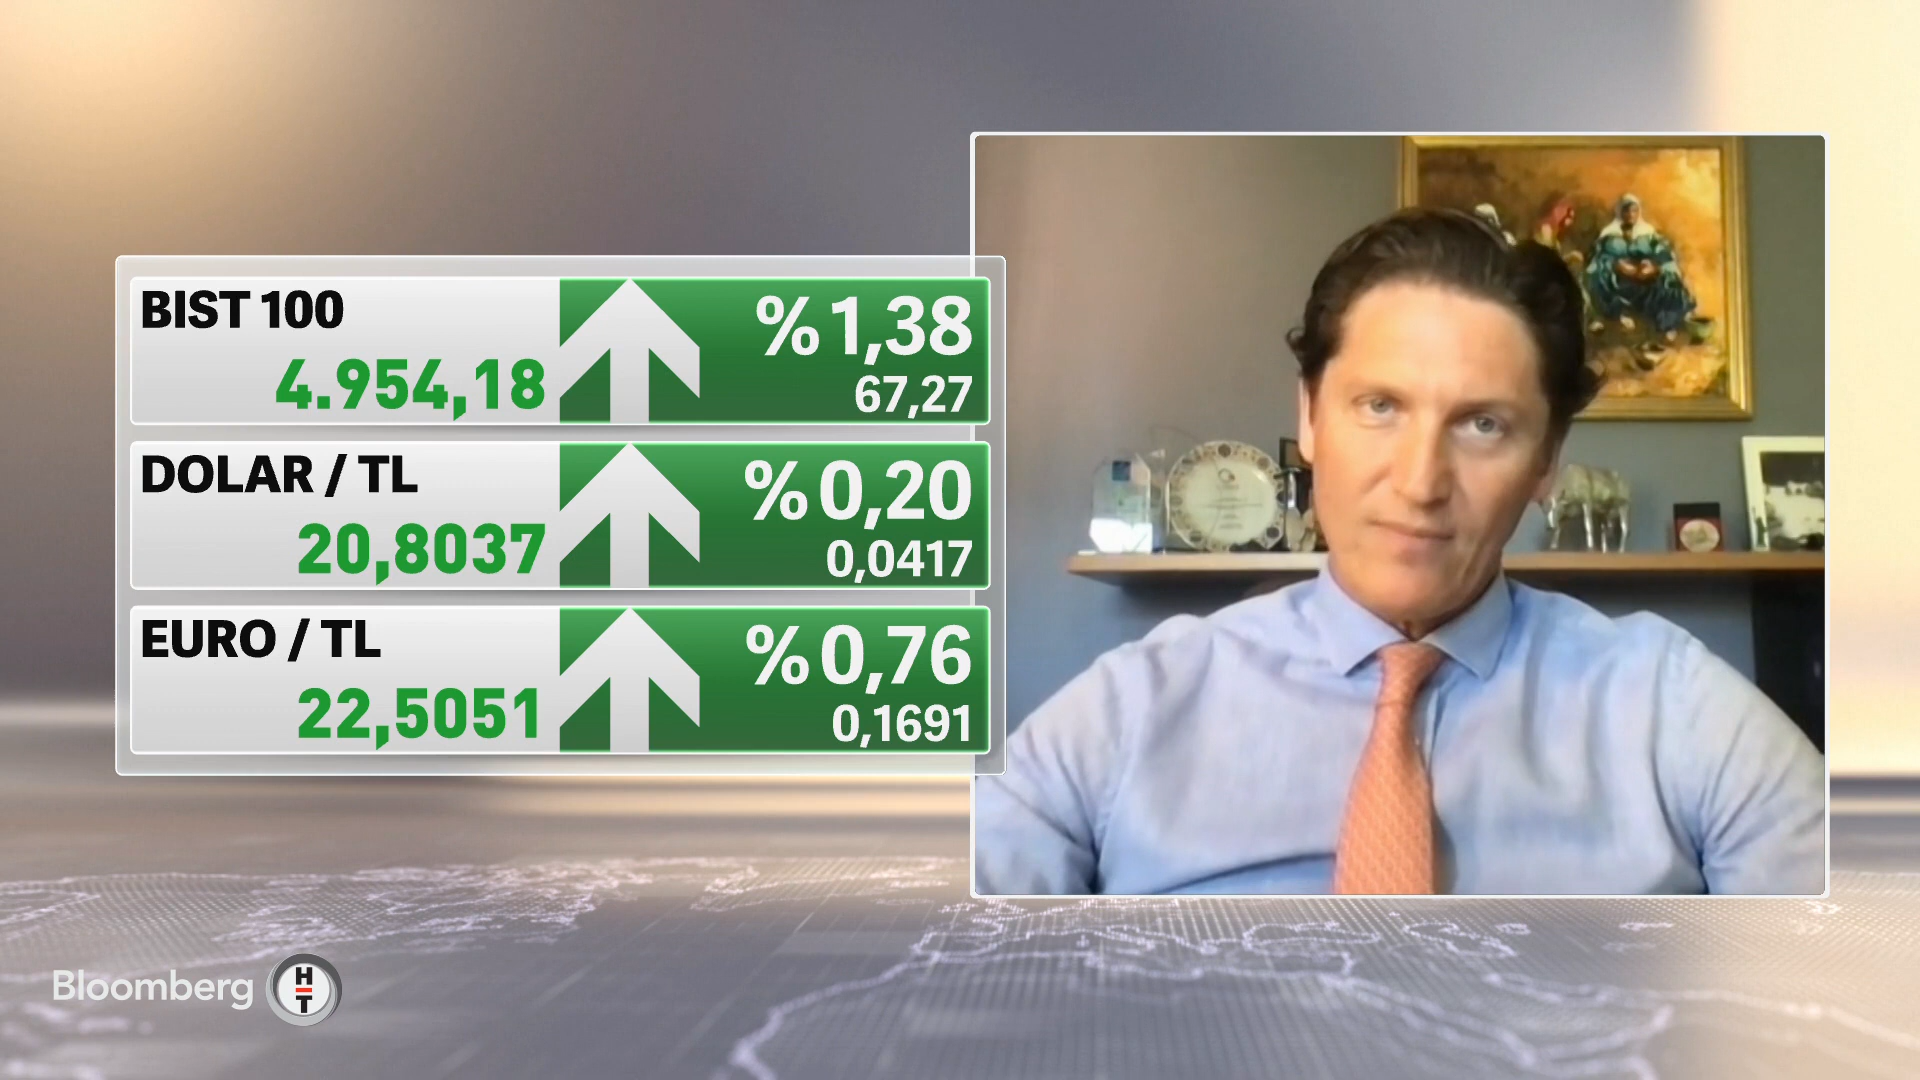 BIST 100
4.954,18
%1,38
67,27
DOLAR / TL
20,8037
%0,20
0,0417
EURO / TL
22,5051
%0,76
0,1691
Bloomberg HT